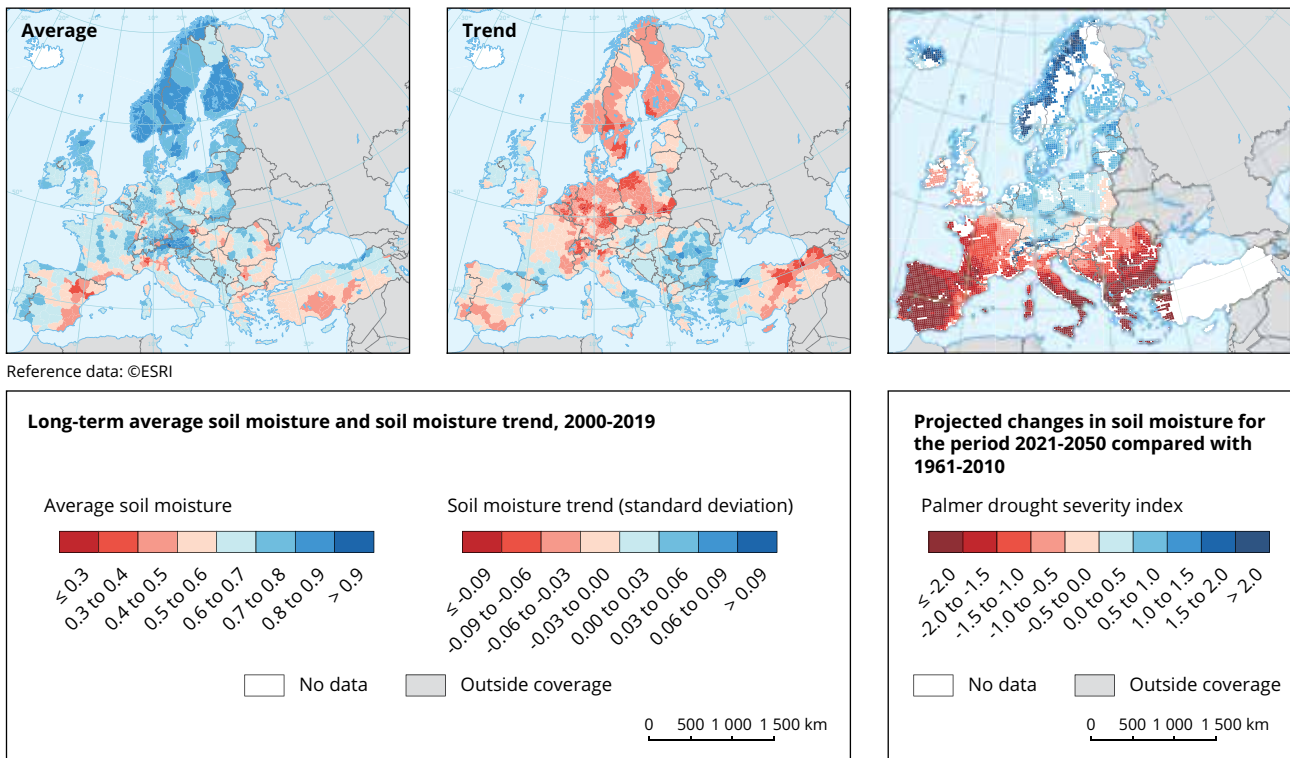 Average
Trend
Reference data: ©ESRI
Long-term average soil moisture and soil moisture trend, 2000-2019
Average soil moisture
≤ 0.3
0.3 to 0.4
0.4 to 0.5
0.5 to 0.6
0.6 to 0.7
0.7 to 0.8
0.8 to 0.9
> 0.9
Soil moisture trend (standard deviation)
≤ -0.09
-0.09 to -0.06
-0.06 to -0.03
-0.03 to 0.00
0.00 to 0.03
0.03 to 0.06
0.06 to 0.09
> 0.09
No data
Outside coverage
0 500 1 000 1 500 km
Projected changes in soil moisture for
the period 2021-2050 compared with
1961-2010
Palmer drought severity index
≤ -2.0
-2.0 to -1.5
-1.5 to -1.0
-1.0 to -0.5
-0.5 to 0.0
0.0 to 0.5
0.5 to 1.0
1.0 to 1.5
1.5 to 2.0
> 2.0
No data
Outside coverage
0 500 1 000 1 500 km